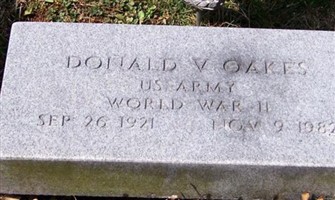 DONALD V OAKES
US ARMY
WORLD WAR II
SEP 26 1921 NOV 9 1982